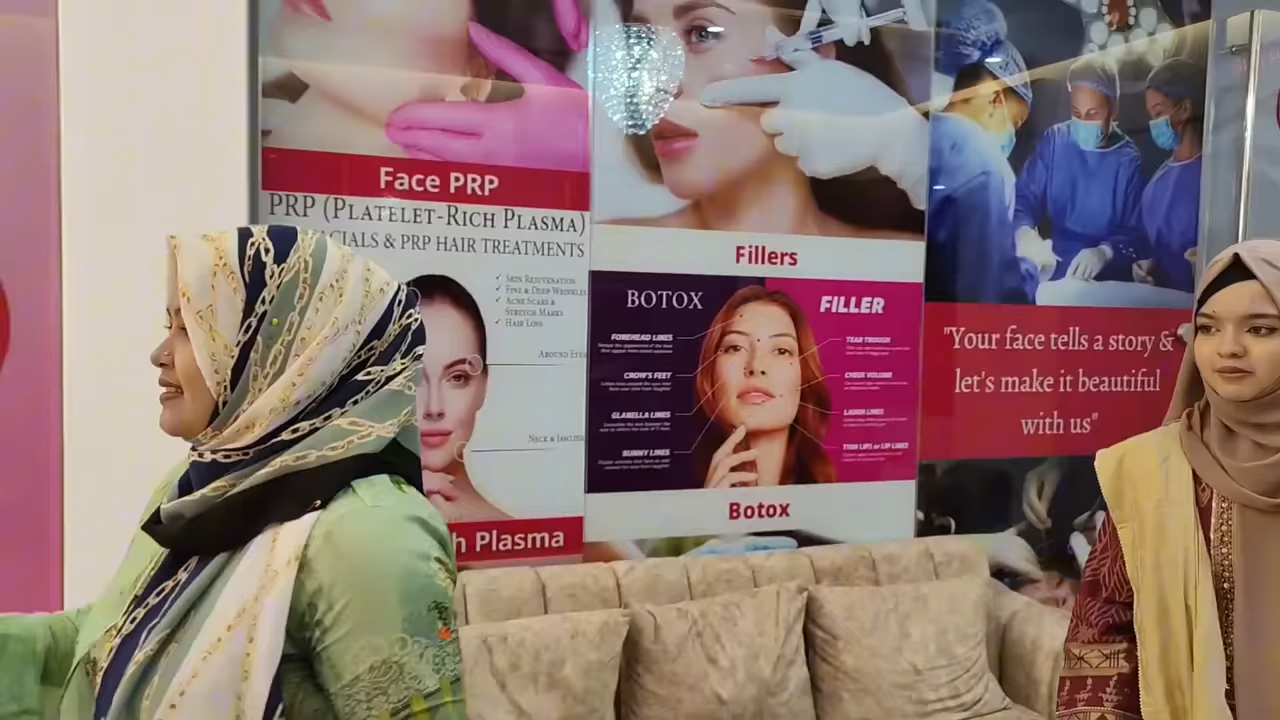 Face PRP
PRP (Platelet-Rich Plasma)
IALS & PRP HAIR TREATMENTS
✓ Skin Rejuvenation
✓ Fine & Deep Wrinkles
✓ Acne Scars &
Stretch Marks
✓ Hair Loss
Around Eyes
Neck &
h Plasma
Fillers
BOTOX
FOREHEAD LINES
CROW'S FEET
GLABELLA LINES
BUNNY LINES
FILLER
TEAR TROUGH
CHEEK VOLUME
LAUGH LINES
THIN LIPS or LIP LINES
Botox
"Your face tells a story &
let's make it beautiful
with us"